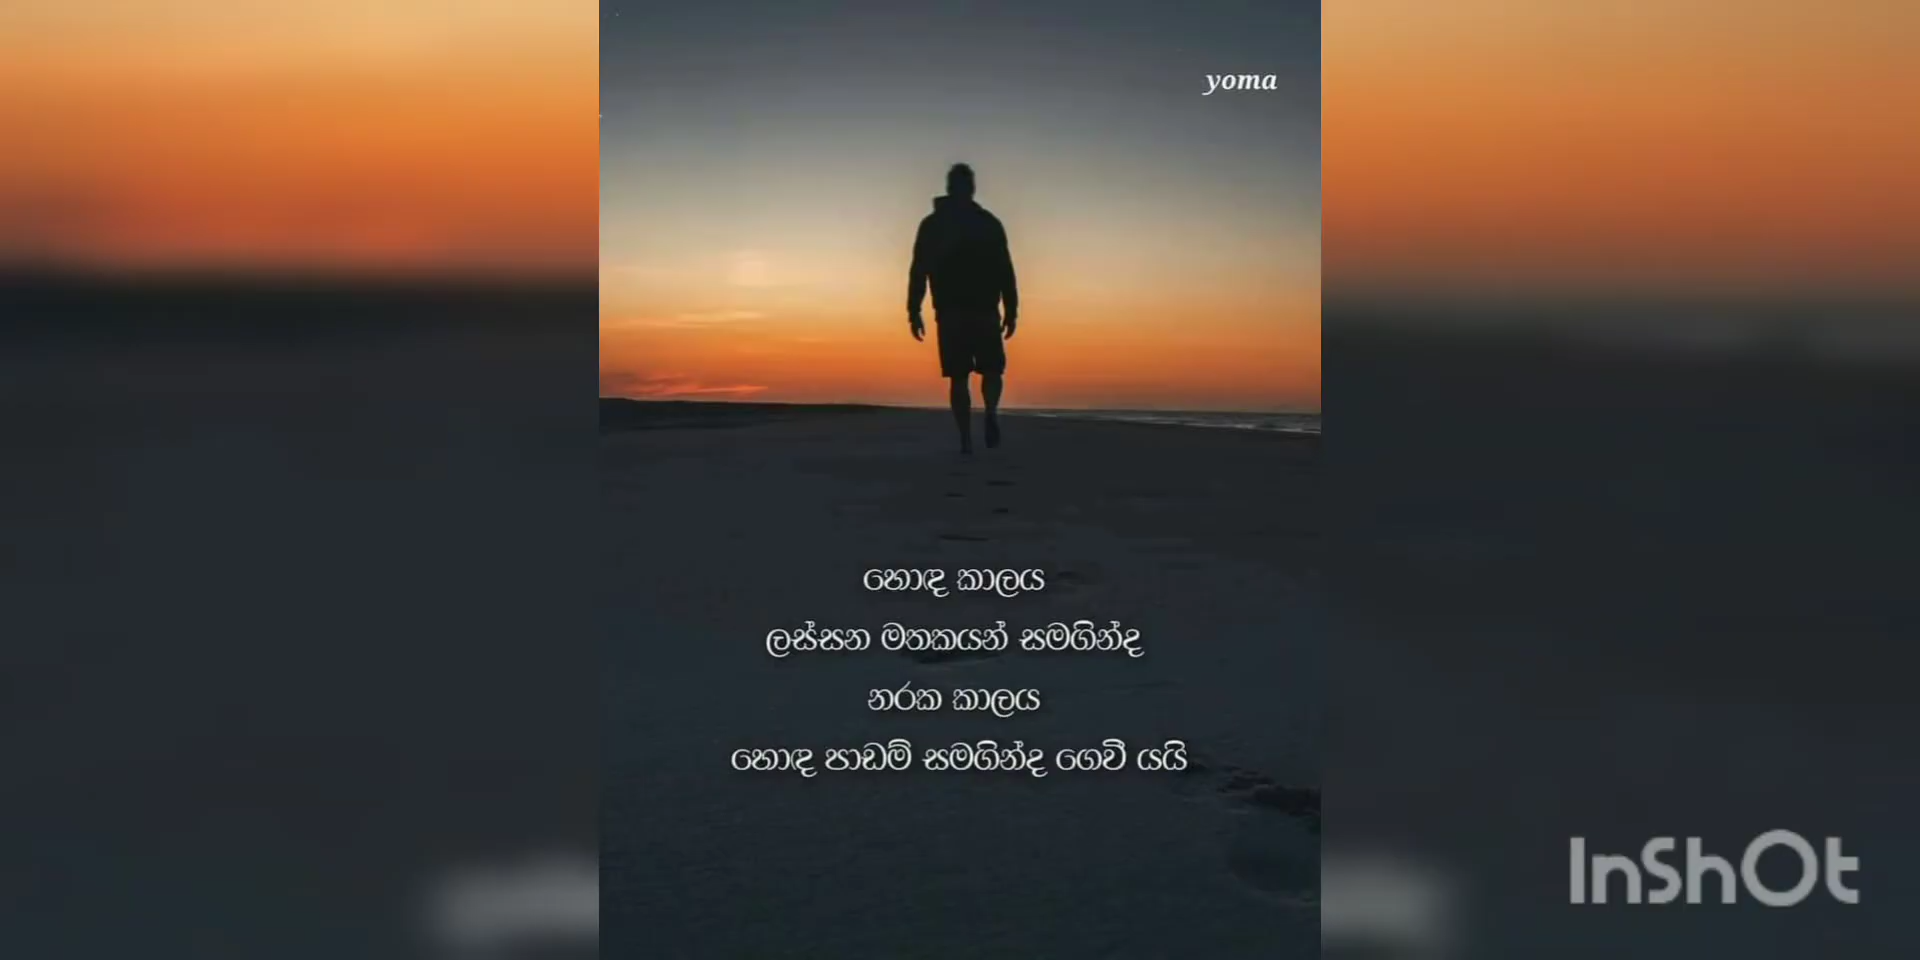 yoma
හොඳ කාලය
ලස්සන මතකයන් සමගින්ද
නරක කාලය
හොඳ පාඩම් සමගින්ද ගෙවී යයි
InShOt